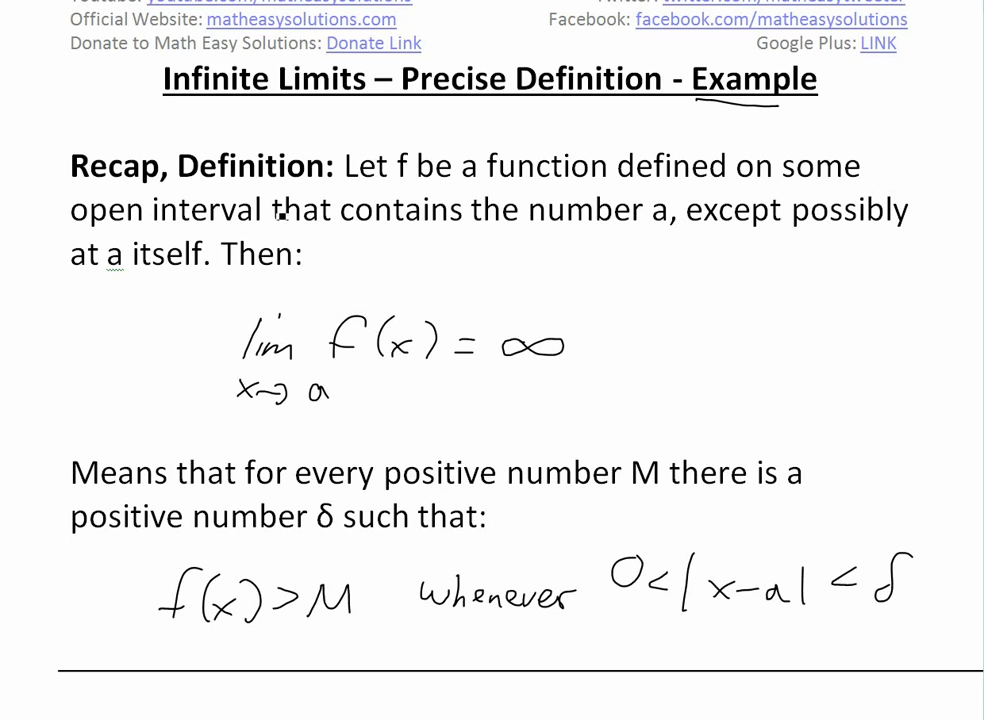 Official Website: matheasysolutions.com
Facebook: facebook.com/matheasysolutions
Donate to Math Easy Solutions: Donate Link
Google Plus: LINK
Infinite Limits – Precise Definition - Example
Recap, Definition: Let f be a function defined on some
open interval that contains the number a, except possibly
at a itself. Then:
lim f(x) = ∞
x→a
Means that for every positive number M there is a
positive number δ such that:
f(x) > M whenever 0 < |x-a| < δ